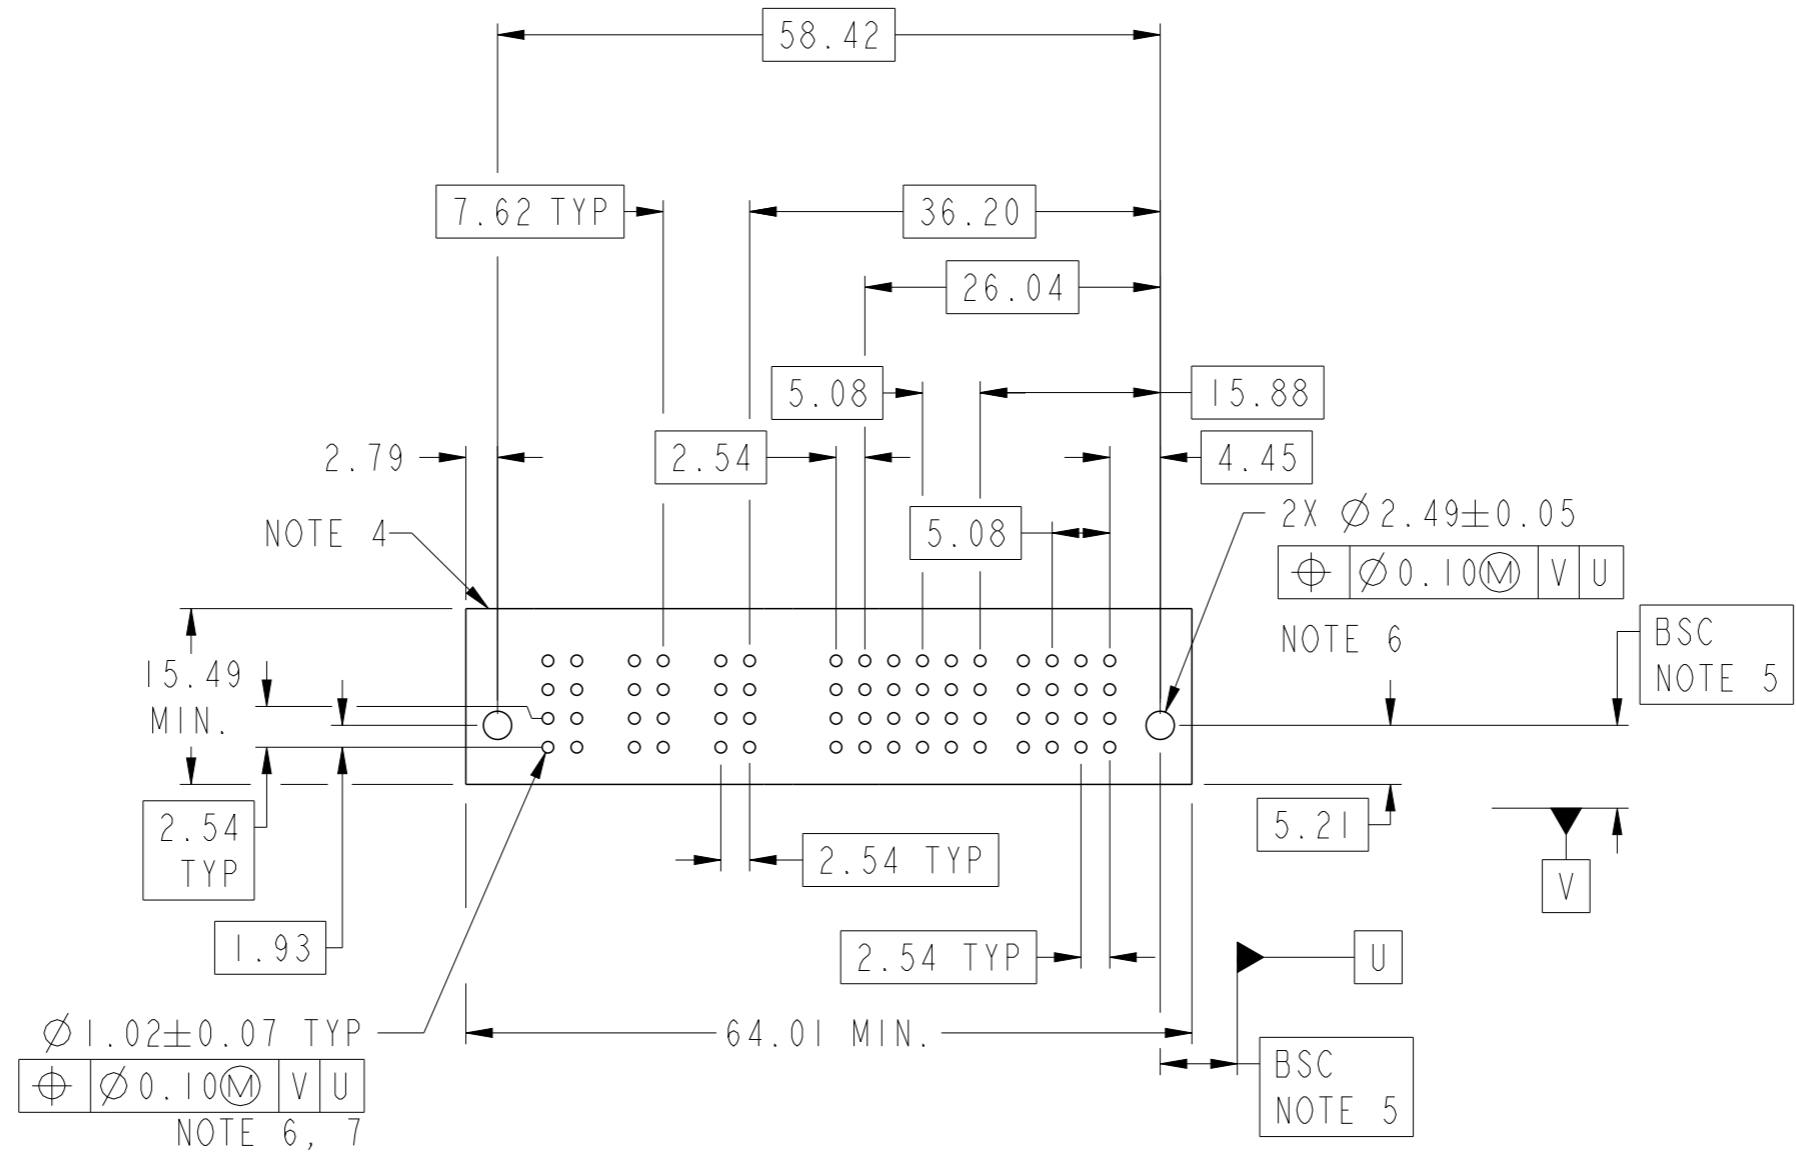 58.42
7.62 TYP
36.20
26.04
5.08
15.88
2.79
2.54
4.45
NOTE 4
5.08
2X ∅2.49±0.05
⌖ ∅0.10Ⓜ V U
NOTE 6
BSC
NOTE 5
15.49
MIN.
2.54
TYP
5.21
2.54 TYP
V
1.93
2.54 TYP
U
∅1.02±0.07 TYP
64.01 MIN.
⌖ ∅0.10Ⓜ V U
NOTE 6, 7
BSC
NOTE 5